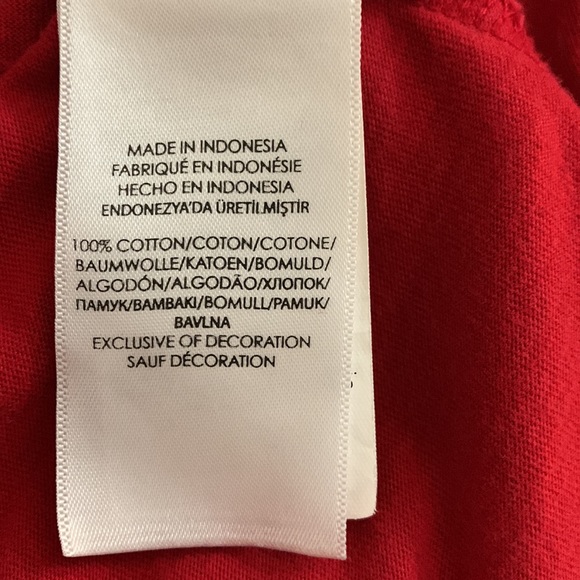 MADE IN INDONESIA
FABRIQUÉ EN INDONÉSIE
HECHO EN INDONESIA
ENDONEZYA'DA ÜRETİLMİŞTİR
100% COTTON/COTON/COTONE/
BAUMWOLLE/KATOEN/BOMULD/
ALGODÓN/ALGODÃO/ХЛОПОК/
ПАМУК/BAMBAKI/BOMULL/PAMUK/
BAVLNA
EXCLUSIVE OF DECORATION
SAUF DÉCORATION